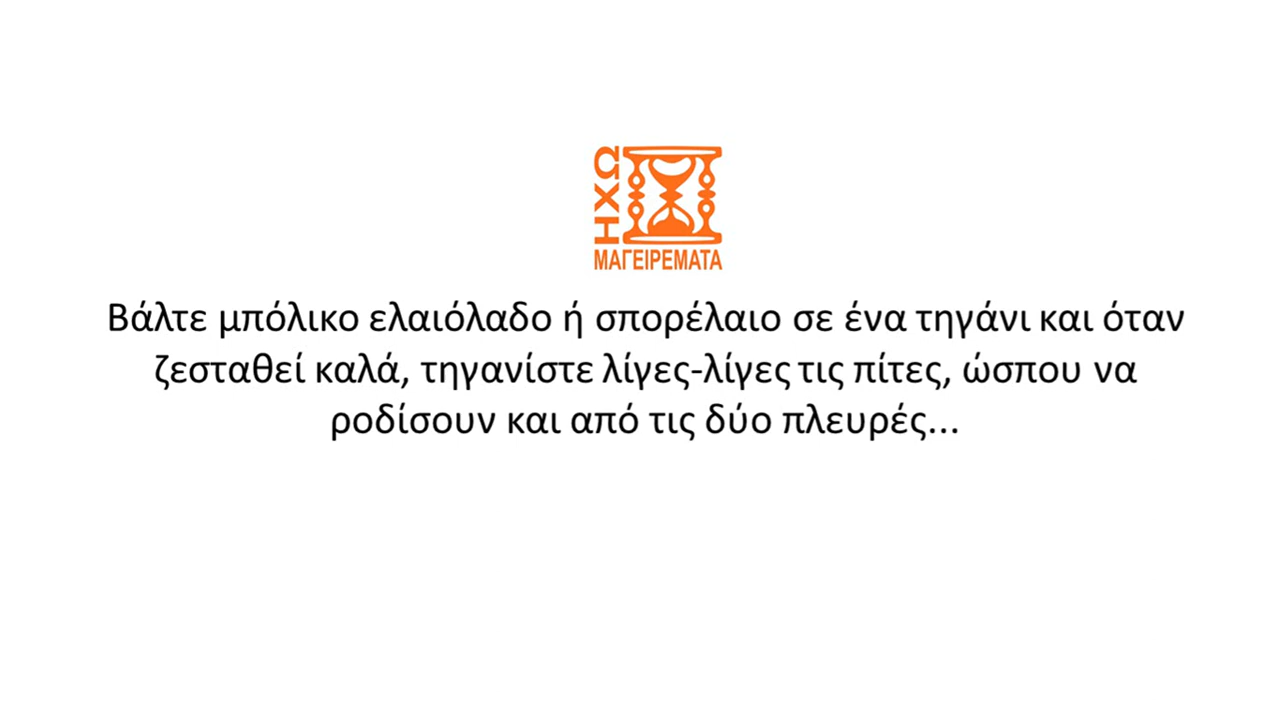 ΗΧΩ
ΜΑΓΕΙΡΕΜΑΤΑ
Βάλτε μπόλικο ελαιόλαδο ή σπορέλαιο σε ένα τηγάνι και όταν
ζεσταθεί καλά, τηγανίστε λίγες-λίγες τις πίτες, ώσπου να
ροδίσουν και από τις δύο πλευρές...